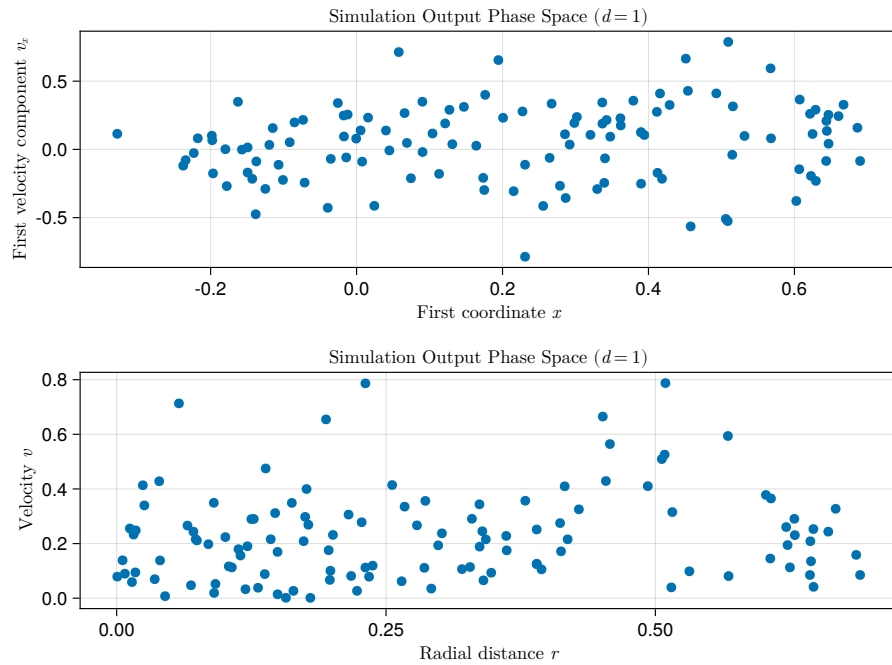 Simulation Output Phase Space (d = 1)
First velocity component vₓ
0.5
0.0
-0.5
-0.2
0.0
0.2
0.4
0.6
First coordinate x
Simulation Output Phase Space (d = 1)
Velocity v
0.8
0.6
0.4
0.2
0.0
0.00
0.25
0.50
Radial distance r